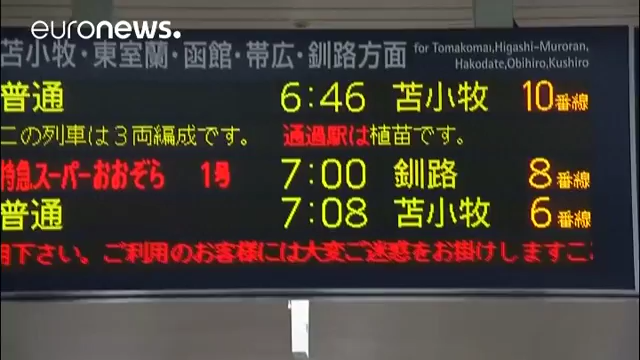 euronews.
苫小牧・東室蘭・函館・帯広・釧路方面 for Tomakomai,Higashi-Muroran,
Hakodate,Obihiro,Kushiro
普通 6:46 苫小牧 10番線
この列車は3両編成です。 通過駅は植苗です。
特急スーパーおおぞら 1号 7:00 釧路 8番線
普通 7:08 苫小牧 6番線
用下さい。ご利用のお客様には大変ご迷惑をお掛けしますこ